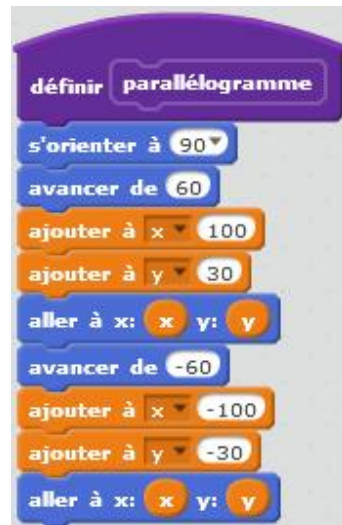 définir parallélogramme
s'orienter à 90
avancer de 60
ajouter à x 100
ajouter à y 30
aller à x: x y: y
avancer de -60
ajouter à x -100
ajouter à y -30
aller à x: x y: y